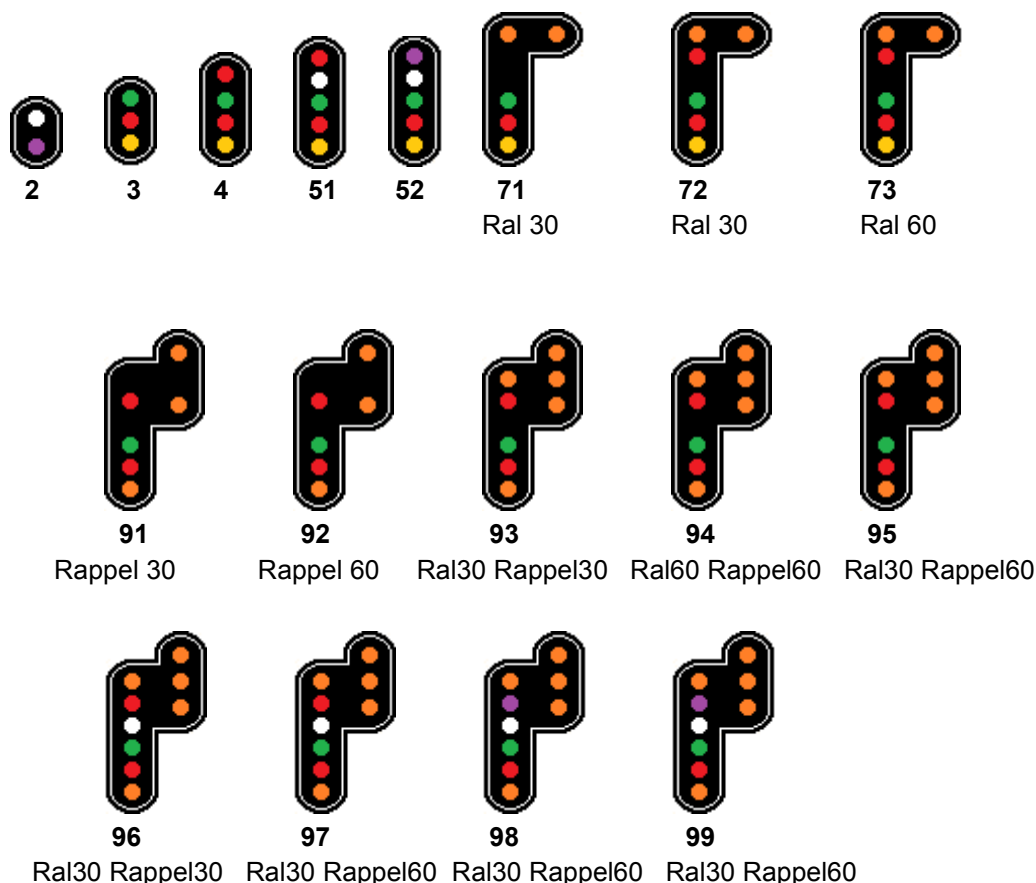 2 3 4 51 52 71 72 73
Ral 30 Ral 30 Ral 60
91 92 93 94 95
Rappel 30 Rappel 60 Ral30 Rappel30 Ral60 Rappel60 Ral30 Rappel60
96 97 98 99
Ral30 Rappel30 Ral30 Rappel60 Ral30 Rappel60 Ral30 Rappel60